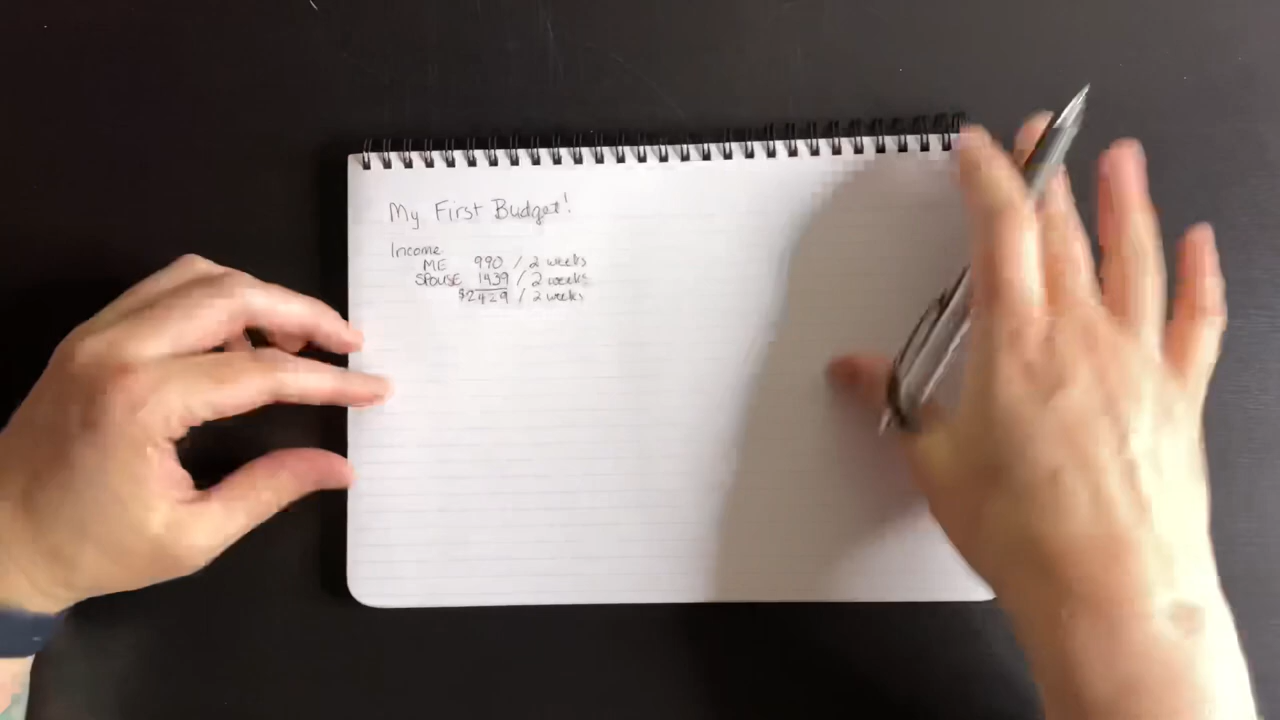 My First Budget!
Income
ME 990 / 2 weeks
SPOUSE 1439 / 2 weeks
$2429 / 2 weeks